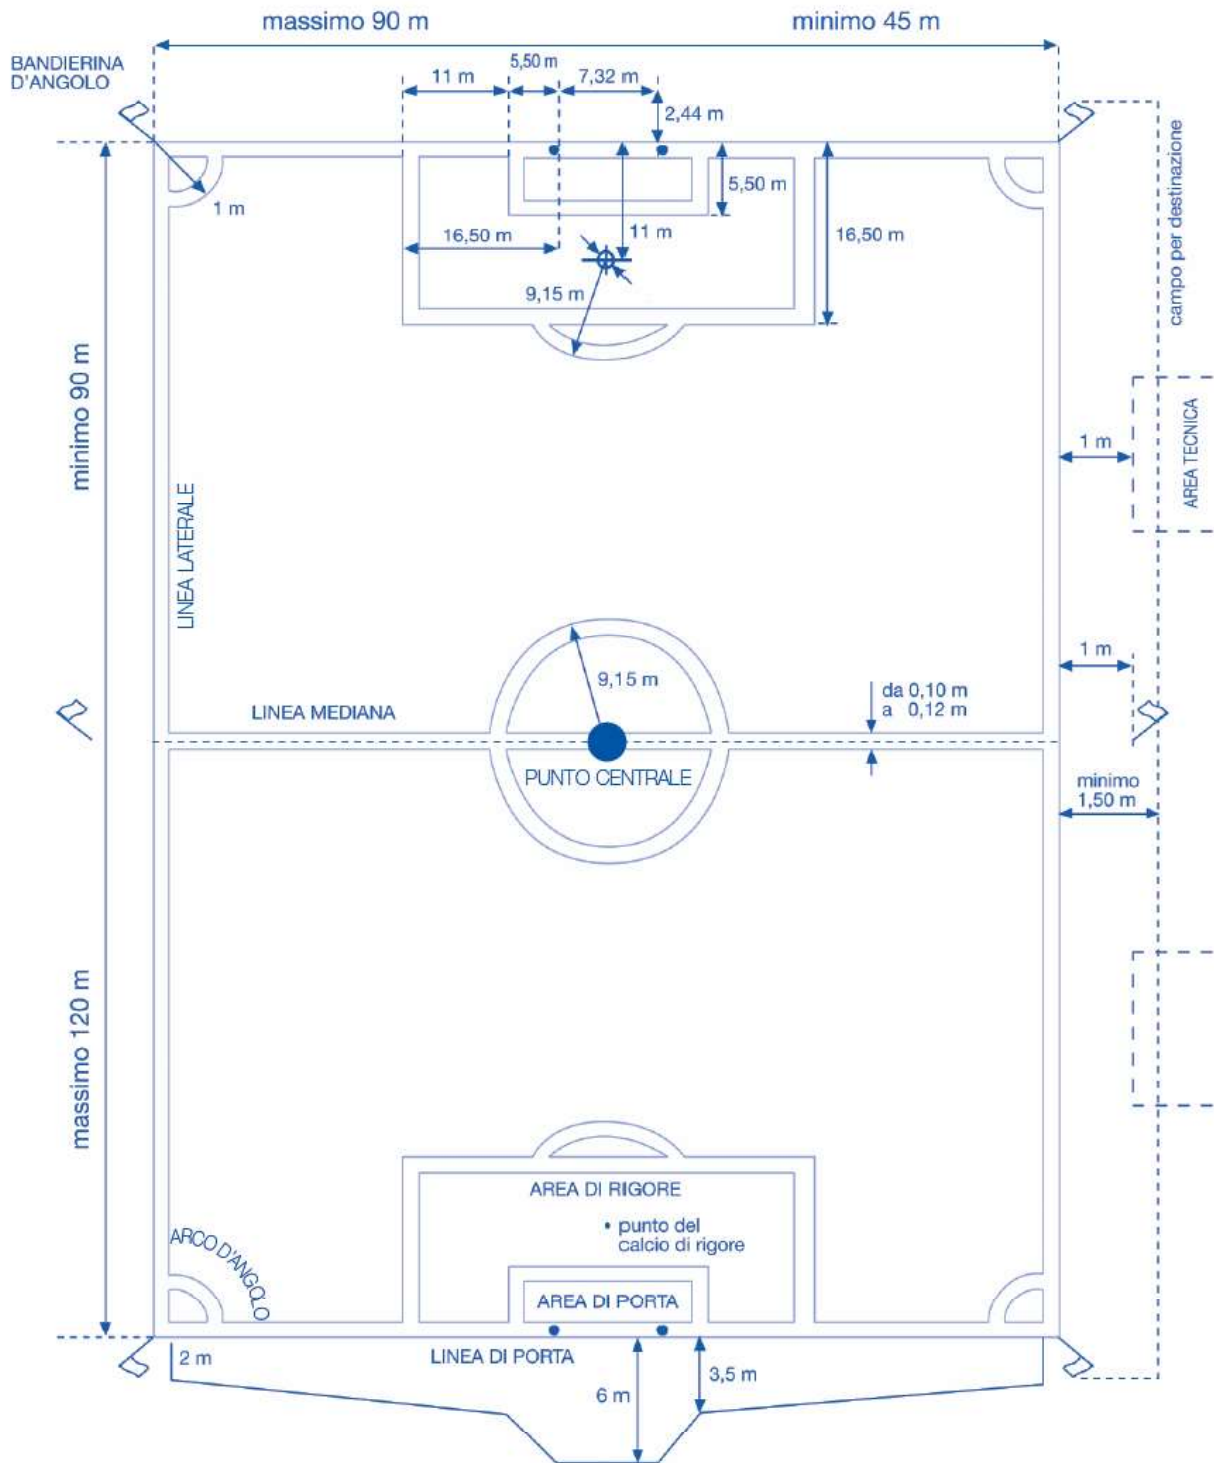 massimo 90 m
minimo 45 m
BANDIERINA
D'ANGOLO
11 m
5,50 m
7,32 m
2,44 m
1 m
5,50 m
16,50 m
11 m
16,50 m
9,15 m
campo per destinazione
minimo 90 m
AREA TECNICA
1 m
LINEA LATERALE
1 m
9,15 m
LINEA MEDIANA
da 0,10 m
a 0,12 m
PUNTO CENTRALE
minimo
1,50 m
massimo 120 m
AREA DI RIGORE
• punto del
calcio di rigore
ARCO D'ANGOLO
AREA DI PORTA
2 m
LINEA DI PORTA
3,5 m
6 m